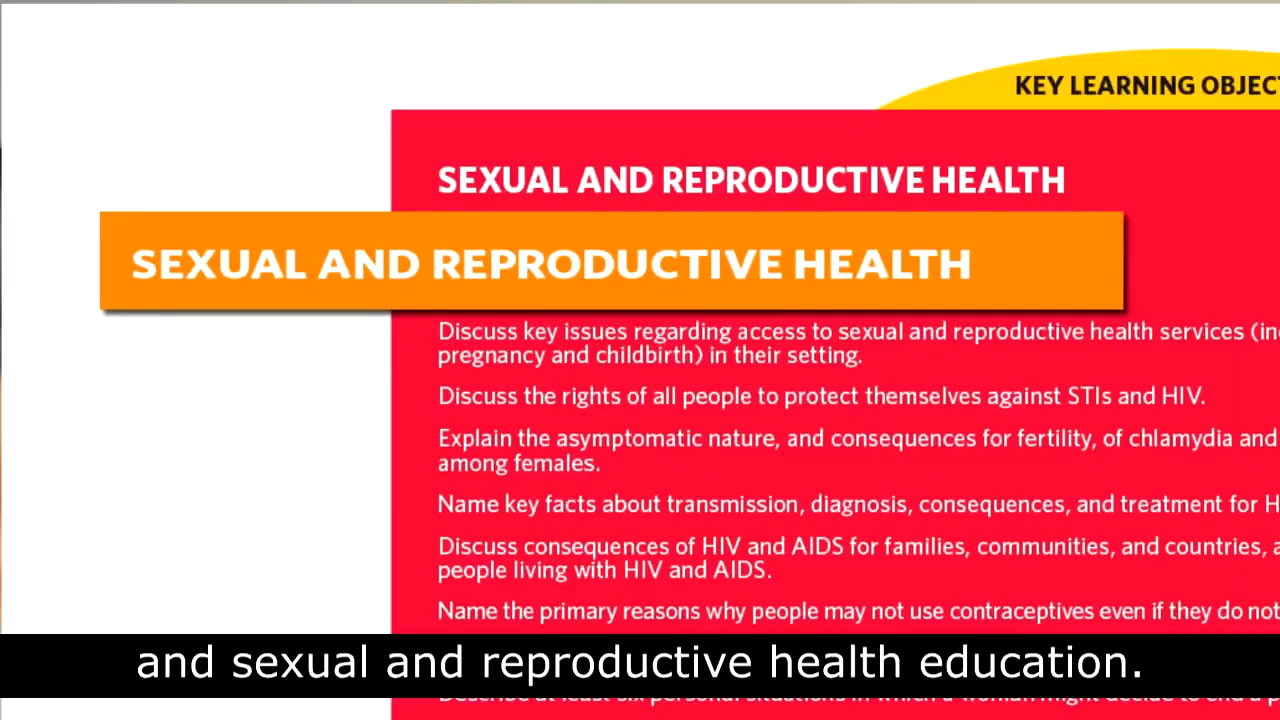 KEY LEARNING OBJEC
SEXUAL AND REPRODUCTIVE HEALTH
SEXUAL AND REPRODUCTIVE HEALTH
Discuss key issues regarding access to sexual and reproductive health services
pregnancy and childbirth) in their setting.
Discuss the rights of all people to protect themselves against STIs and HIV.
Explain the asymptomatic nature, and consequences for fertility, of chlamydia and
among females.
Name key facts about transmission, diagnosis, consequences, and treatment for H
Discuss consequences of HIV and AIDS for families, communities, and countries,
people living with HIV and AIDS.
Name the primary reasons why people may not use contraceptives even if they do not
and sexual and reproductive health education.